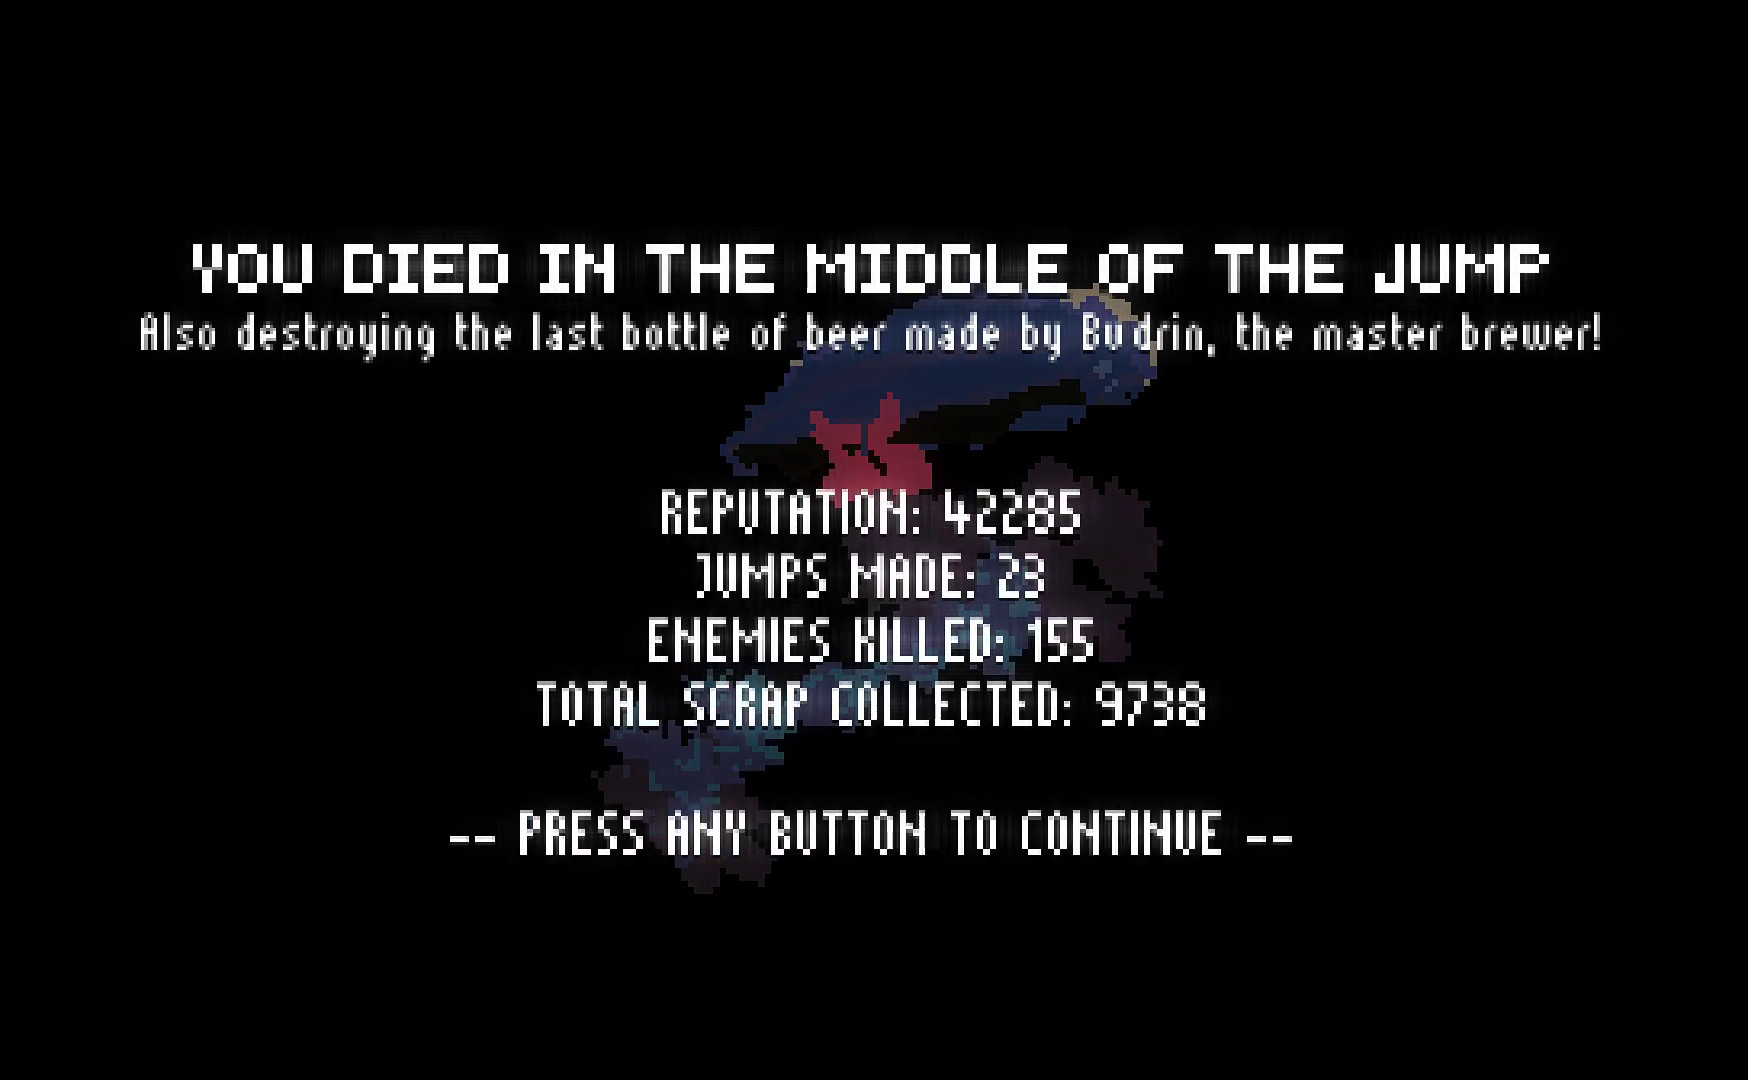 YOU DIED IN THE MIDDLE OF THE JUMP
Also destroying the last bottle of beer made by Budrin, the master brewer!
REPUTATION: 42285
JUMPS MADE: 23
ENEMIES KILLED: 155
TOTAL SCRAP COLLECTED: 9738
-- PRESS ANY BUTTON TO CONTINUE --